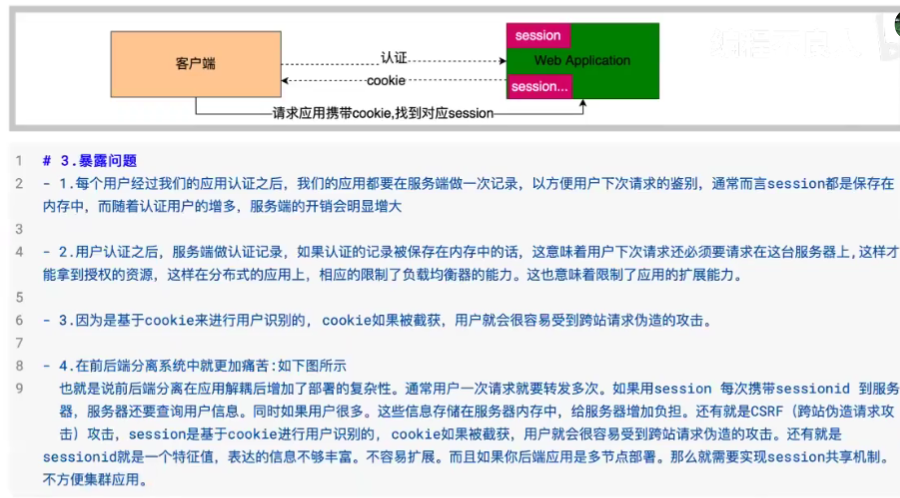 session
客户端
认证
Web Application
cookie
session...
请求应用携带cookie,找到对应session
1 # 3.暴露问题
2 - 1.每个用户经过我们的应用认证之后，我们的应用都要在服务端做一次记录，以方便用户下次请求的鉴别，通常而言session都是保存在
内存中，而随着认证用户的增多，服务端的开销会明显增大
3
4 - 2.用户认证之后，服务端做认证记录，如果认证的记录被保存在内存中的话，这意味着用户下次请求还必须要请求在这台服务器上,这样才
能拿到授权的资源，这样在分布式的应用上，相应的限制了负载均衡器的能力。这也意味着限制了应用的扩展能力。
5
6 - 3.因为是基于cookie来进行用户识别的, cookie如果被截获，用户就会很容易受到跨站请求伪造的攻击。
7
8 - 4.在前后端分离系统中就更加痛苦:如下图所示
9 也就是说前后端分离在应用解耦后增加了部署的复杂性。通常用户一次请求就要转发多次。如果用session 每次携带sessionid 到服务
器，服务器还要查询用户信息。同时如果用户很多。这些信息存储在服务器内存中，给服务器增加负担。还有就是CSRF（跨站伪造请求攻
击）攻击，session是基于cookie进行用户识别的, cookie如果被截获，用户就会很容易受到跨站请求伪造的攻击。还有就是
sessionid就是一个特征值，表达的信息不够丰富。不容易扩展。而且如果你后端应用是多节点部署。那么就需要实现session共享机制。
不方便集群应用。